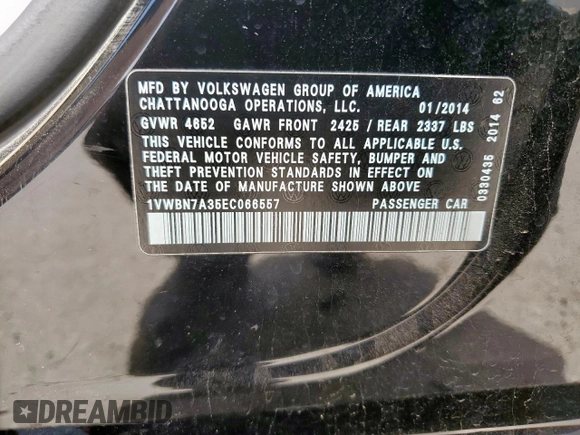 MFD BY VOLKSWAGEN GROUP OF AMERICA
CHATTANOOGA OPERATIONS, LLC. 01/2014
GVWR 4652 GAWR FRONT 2425 / REAR 2337 LBS
THIS VEHICLE CONFORMS TO ALL APPLICABLE U.S.
FEDERAL MOTOR VEHICLE SAFETY, BUMPER AND
THEFT PREVENTION STANDARDS IN EFFECT ON
THE DATE OF MANUFACTURE SHOWN ABOVE
1VWBN7A35EC066557 PASSENGER CAR
0330435 2014 62
DREAMBID